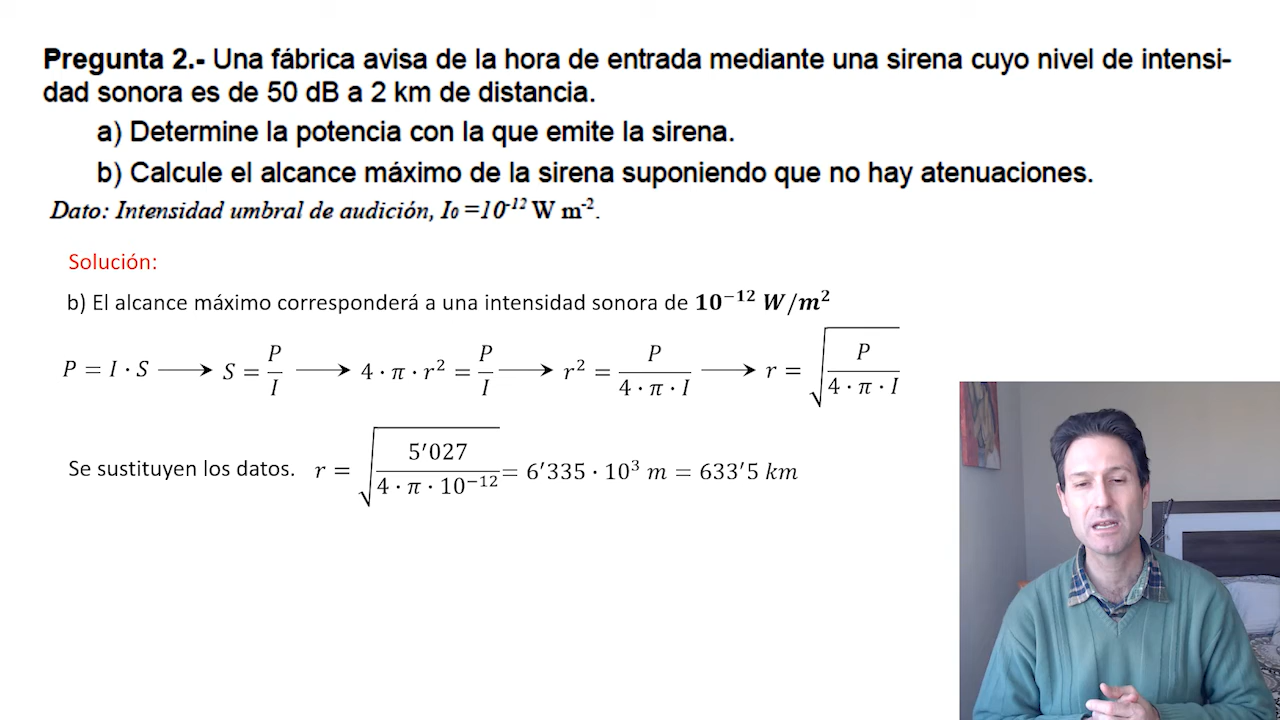 Pregunta 2.- Una fábrica avisa de la hora de entrada mediante una sirena cuyo nivel de intensi-
dad sonora es de 50 dB a 2 km de distancia.
a) Determine la potencia con la que emite la sirena.
b) Calcule el alcance máximo de la sirena suponiendo que no hay atenuaciones.
Dato: Intensidad umbral de audición, I₀ =10⁻¹² W m⁻².
Solución:
b) El alcance máximo corresponderá a una intensidad sonora de 10⁻¹² W/m²
P = I · S ⟶ S = P/I ⟶ 4 · π · r² = P/I ⟶ r² = P/(4 · π · I) ⟶ r = √(P/(4 · π · I))
Se sustituyen los datos. r = √(5'027/(4 · π · 10⁻¹²)) = 6'335 · 10³ m = 633'5 km